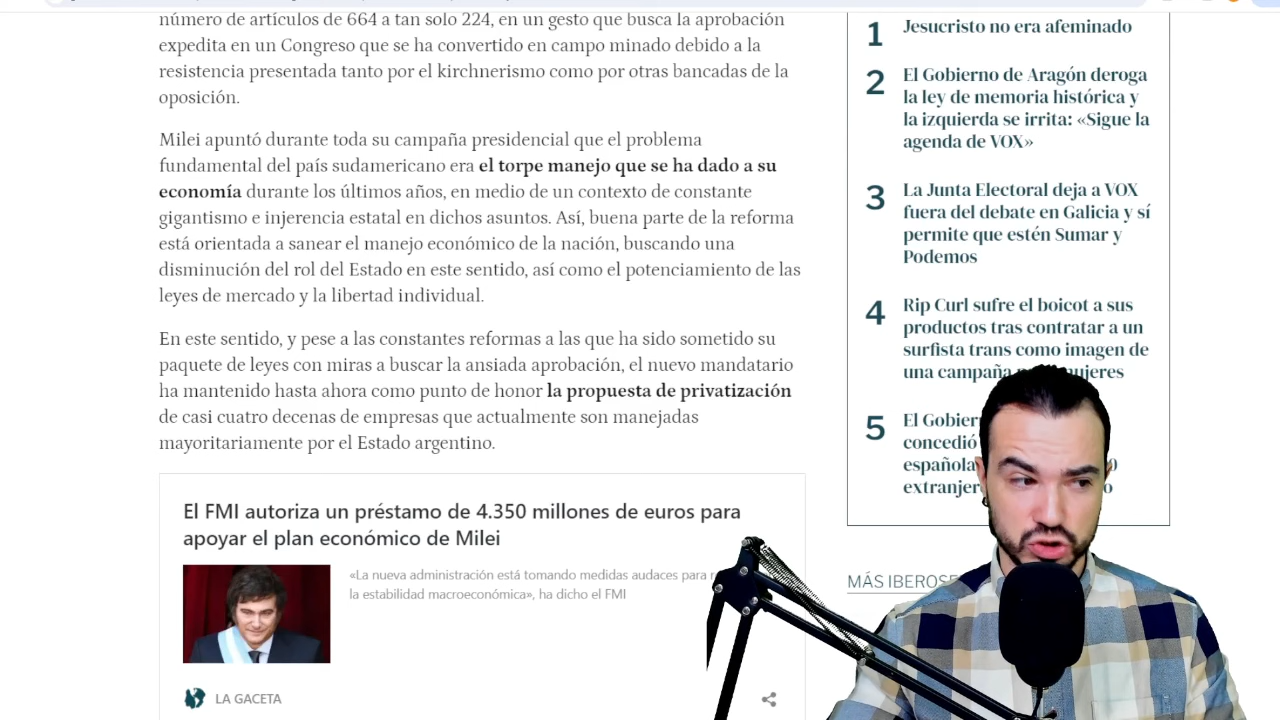 número de artículos de 664 a tan solo 224, en un gesto que busca la aprobación
expedita en un Congreso que se ha convertido en campo minado debido a la
resistencia presentada tanto por el kirchnerismo como por otras bancadas de la
oposición.
Milei apuntó durante toda su campaña presidencial que el problema
fundamental del país sudamericano era el torpe manejo que se ha dado a su
economía durante los últimos años, en medio de un contexto de constante
gigantismo e injerencia estatal en dichos asuntos. Así, buena parte de la reforma
está orientada a sanear el manejo económico de la nación, buscando una
disminución del rol del Estado en este sentido, así como el potenciamiento de las
leyes de mercado y la libertad individual.
En este sentido, y pese a las constantes reformas a las que ha sido sometido su
paquete de leyes con miras a buscar la ansiada aprobación, el nuevo mandatario
ha mantenido hasta ahora como punto de honor la propuesta de privatización
de casi cuatro decenas de empresas que actualmente son manejadas
mayoritariamente por el Estado argentino.
El FMI autoriza un préstamo de 4.350 millones de euros para
apoyar el plan económico de Milei
«La nueva administración está tomando medidas audaces para
la estabilidad macroeconómica», ha dicho el FMI
LA GACETA
1 Jesucristo no era afeminado
2 El Gobierno de Aragón deroga
la ley de memoria histórica y
la izquierda se irrita: «Sigue la
agenda de VOX»
3 La Junta Electoral deja a VOX
fuera del debate en Galicia y sí
permite que estén Sumar y
Podemos
4 Rip Curl sufre el boicot a sus
productos tras contratar a un
surfista trans como imagen de
una campaña
5 El
concedió
MÁS